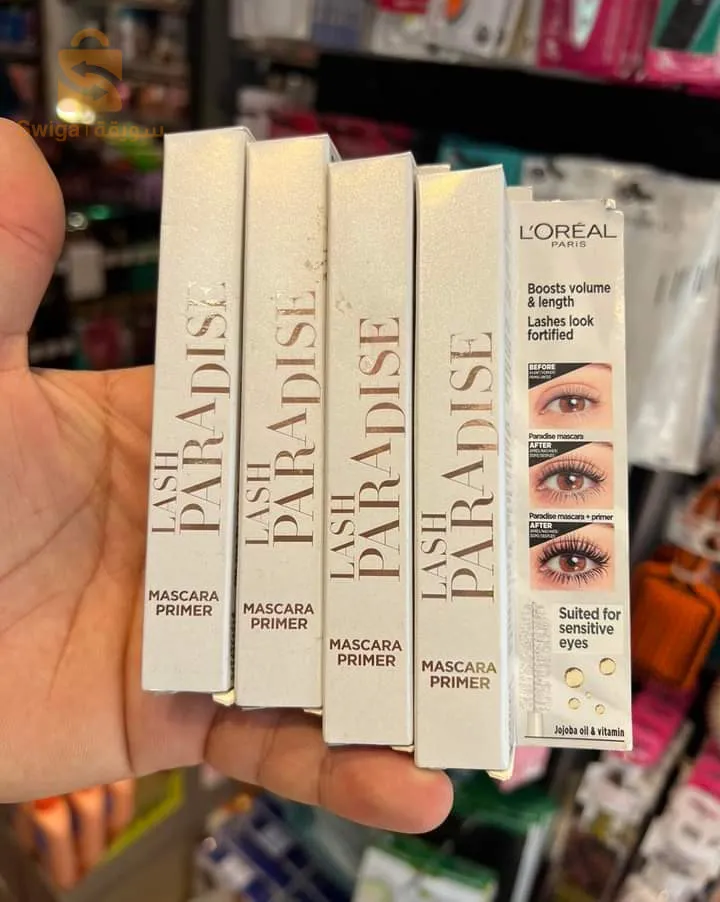 Swiga سويقة
LASH
PARADISE
MASCARA
PRIMER
LASH
PARADISE
MASCARA
PRIMER
LASH
PARADISE
MASCARA
PRIMER
LASH
PARADISE
MASCARA
PRIMER
L'ORÉAL
PARIS
Boosts volume
& length
Lashes look
fortified
BEFORE
Paradise mascara
AFTER
Paradise mascara + primer
AFTER
Suited for
sensitive
eyes
Jojoba oil & vitamin